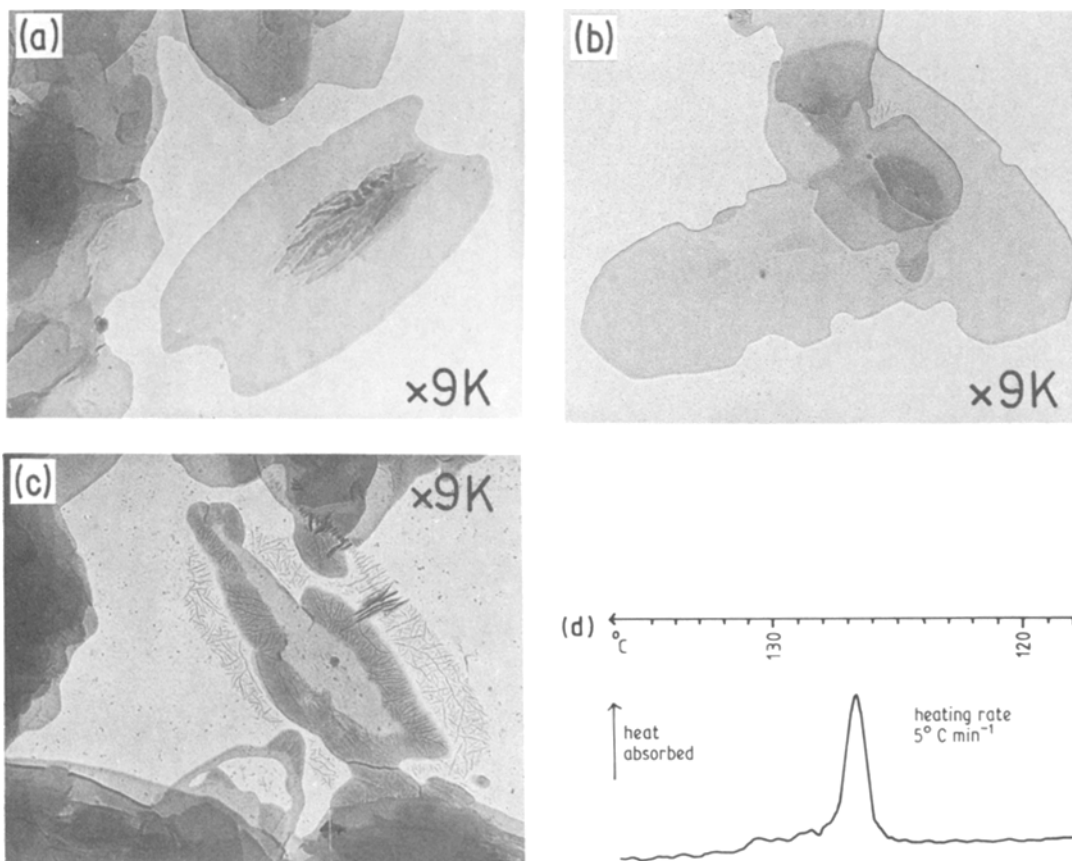 (a)
×9K
(b)
×9K
(c)
×9K
(d)
°C
130
120
heat
absorbed
heating rate
5° C min⁻¹